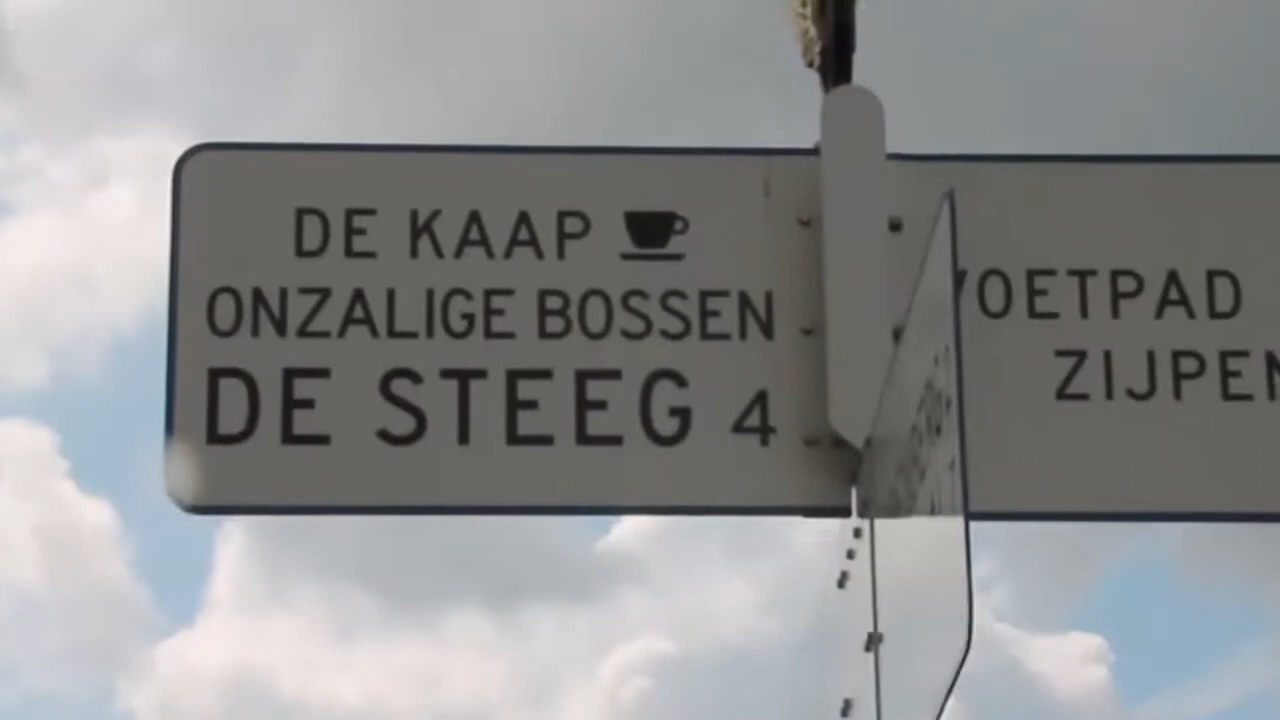 DE KAAP
ONZALIGE BOSSEN
DE STEEG 4
VOETPAD
ZIJPEN